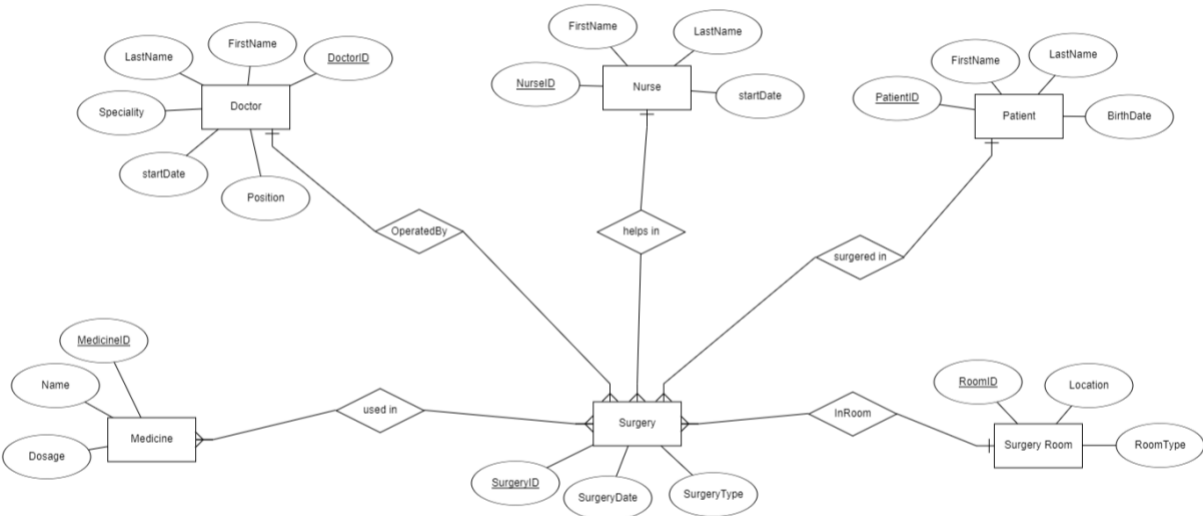 FirstName
LastName
DoctorID
Doctor
Speciality
startDate
Position
FirstName
LastName
NurseID
Nurse
startDate
FirstName
LastName
PatientID
Patient
BirthDate
OperatedBy
helps in
surgered in
MedicineID
Name
Medicine
Dosage
used in
Surgery
SurgeryID
SurgeryDate
SurgeryType
InRoom
RoomID
Location
Surgery Room
RoomType